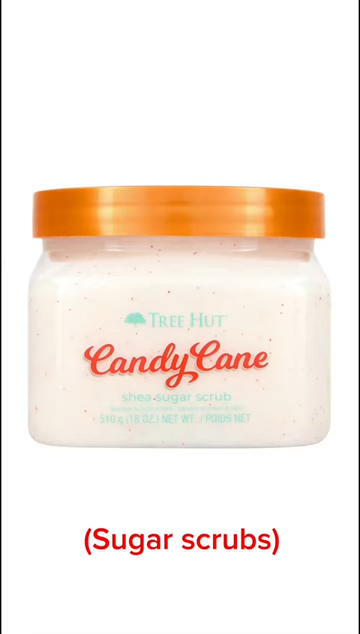 TREE HUT
Candy Cane
shea sugar scrub
510 g (18 OZ.) NET WT. / POIDS NET
(Sugar scrubs)